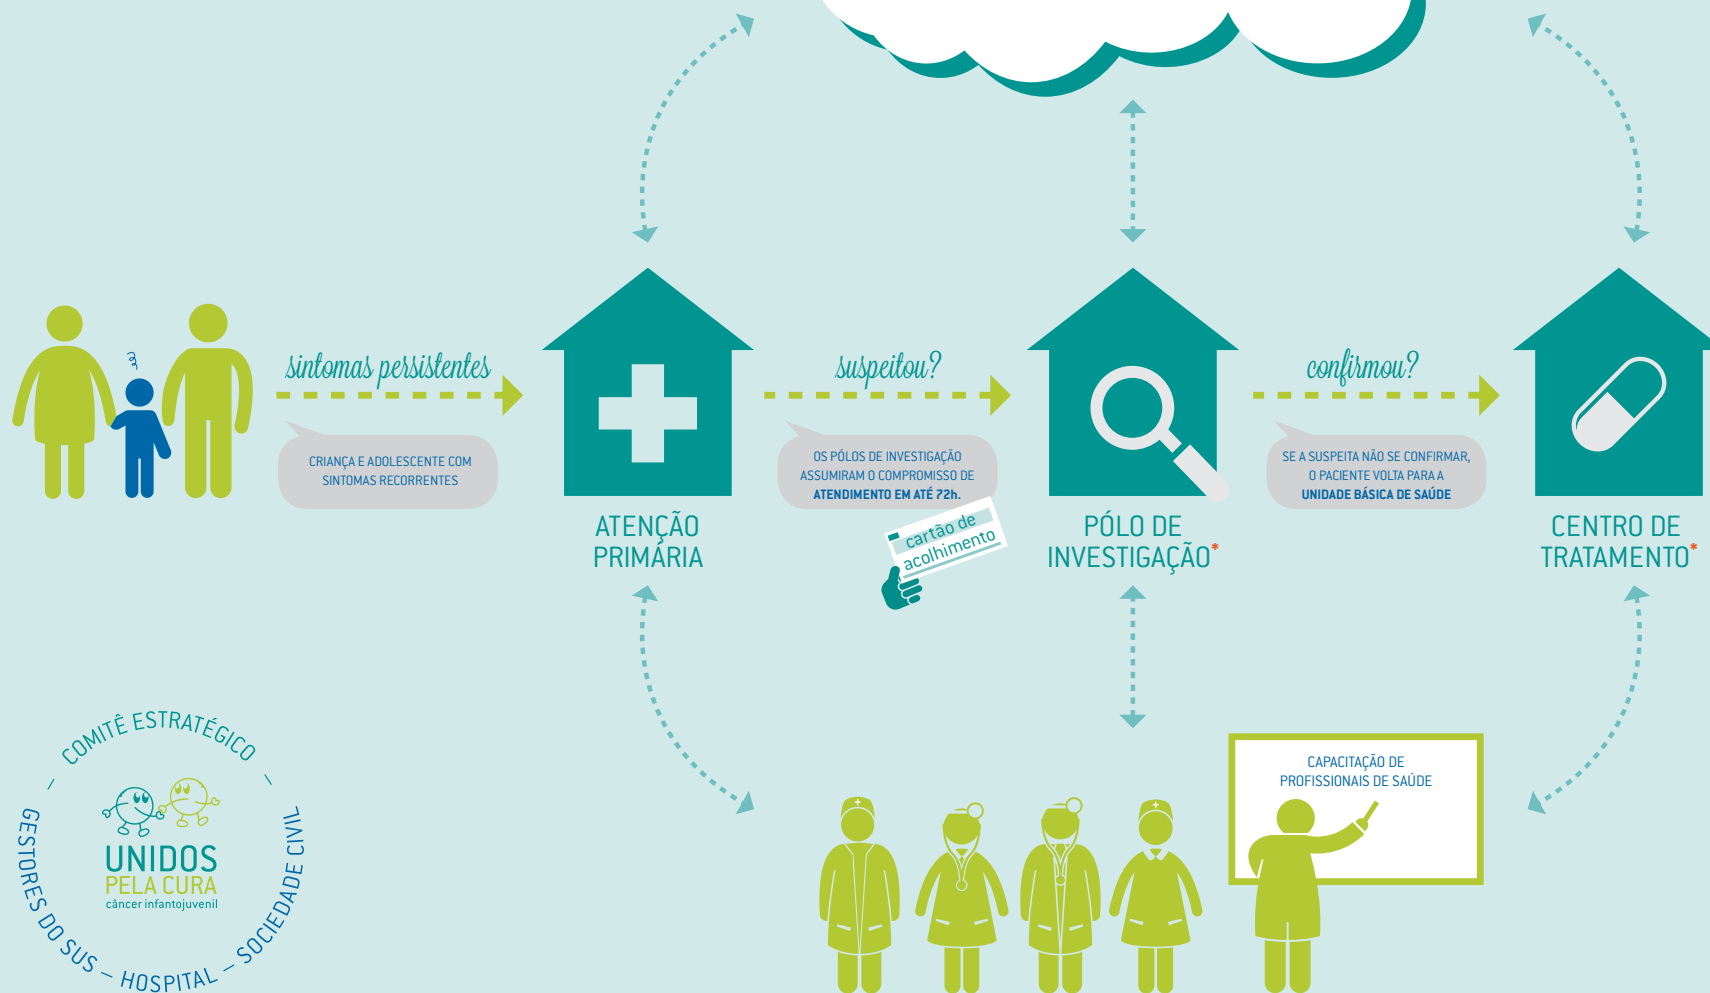 sintomas persistentes
suspeitou?
confirmou?
CRIANÇA E ADOLESCENTE COM
SINTOMAS RECORRENTES
OS PÓLOS DE INVESTIGAÇÃO
ASSUMIRAM O COMPROMISSO DE
ATENDIMENTO EM ATÉ 72h.
SE A SUSPEITA NÃO SE CONFIRMAR,
O PACIENTE VOLTA PARA A
UNIDADE BÁSICA DE SAÚDE
ATENÇÃO
PRIMÁRIA
cartão de
acolhimento
PÓLO DE
INVESTIGAÇÃO*
CENTRO DE
TRATAMENTO*
CAPACITAÇÃO DE
PROFISSIONAIS DE SAÚDE
– COMITÊ ESTRATÉGICO –
GESTORES DO SUS – HOSPITAL – SOCIEDADE CIVIL
UNIDOS
PELA CURA
câncer infantojuvenil